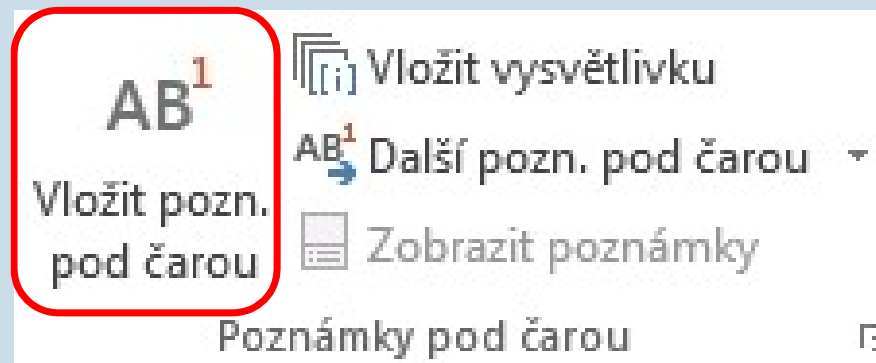 AB¹
Vložit pozn.
pod čarou
[i] Vložit vysvětlivku
AB¹ Další pozn. pod čarou
Zobrazit poznámky
Poznámky pod čarou